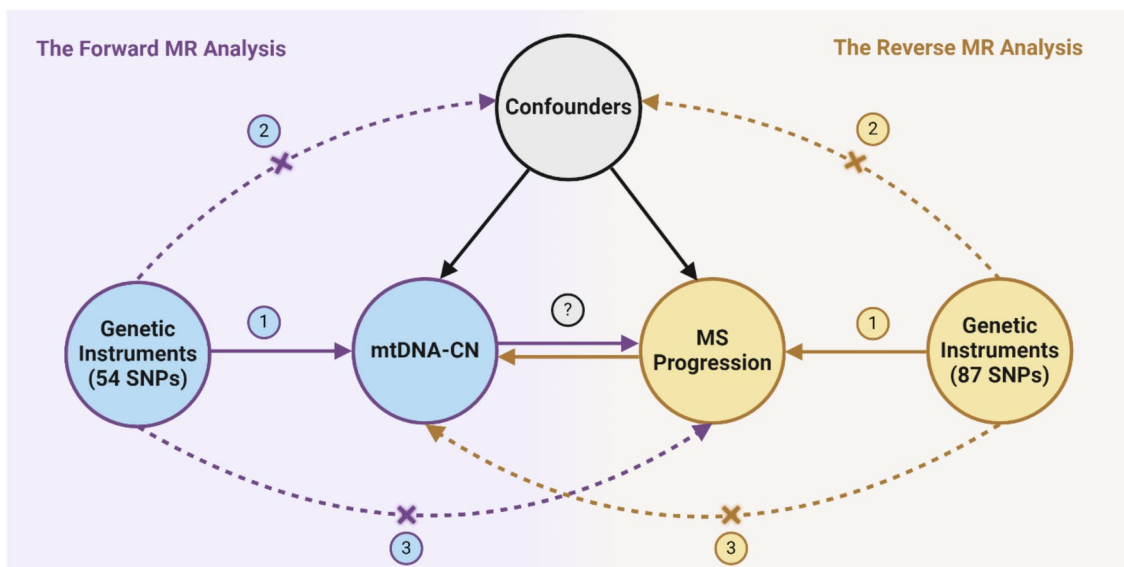 The Forward MR Analysis
The Reverse MR Analysis
Confounders
2
2
Genetic
Instruments
(54 SNPs)
1
mtDNA-CN
?
MS
Progression
1
Genetic
Instruments
(87 SNPs)
3
3